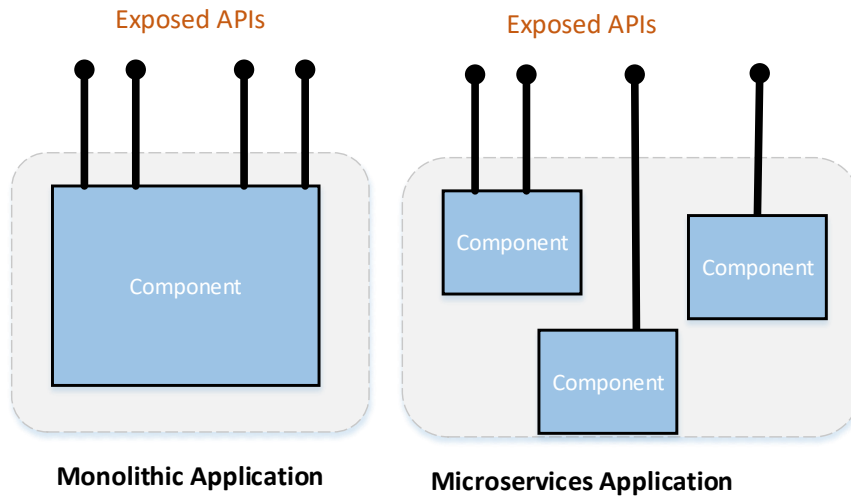 Exposed APIs
Exposed APIs
Component
Component
Component
Component
Monolithic Application
Microservices Application